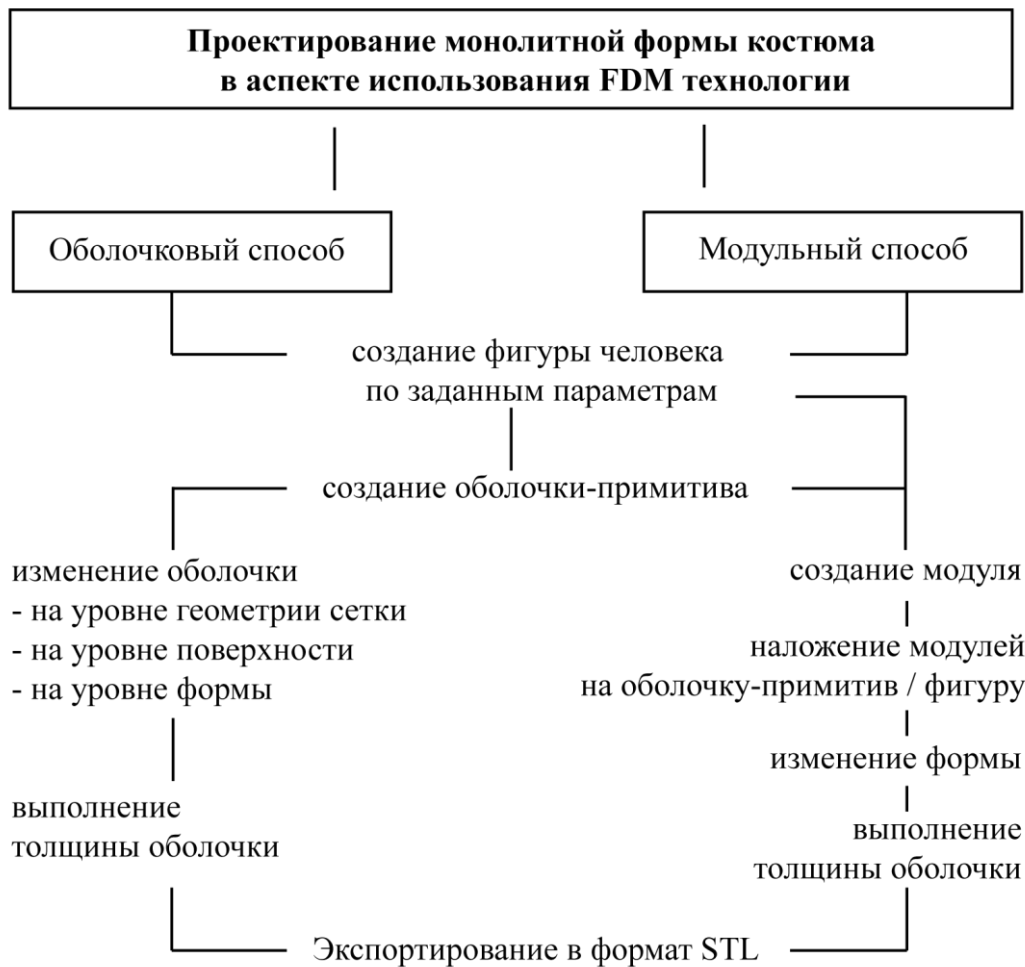 Проектирование монолитной формы костюма
в аспекте использования FDM технологии
Оболочковый способ
Модульный способ
создание фигуры человека
по заданным параметрам
создание оболочки-примитива
изменение оболочки
- на уровне геометрии сетки
- на уровне поверхности
- на уровне формы
выполнение
толщины оболочки
создание модуля
наложение модулей
на оболочку-примитив / фигуру
изменение формы
выполнение
толщины оболочки
Экспортирование в формат STL